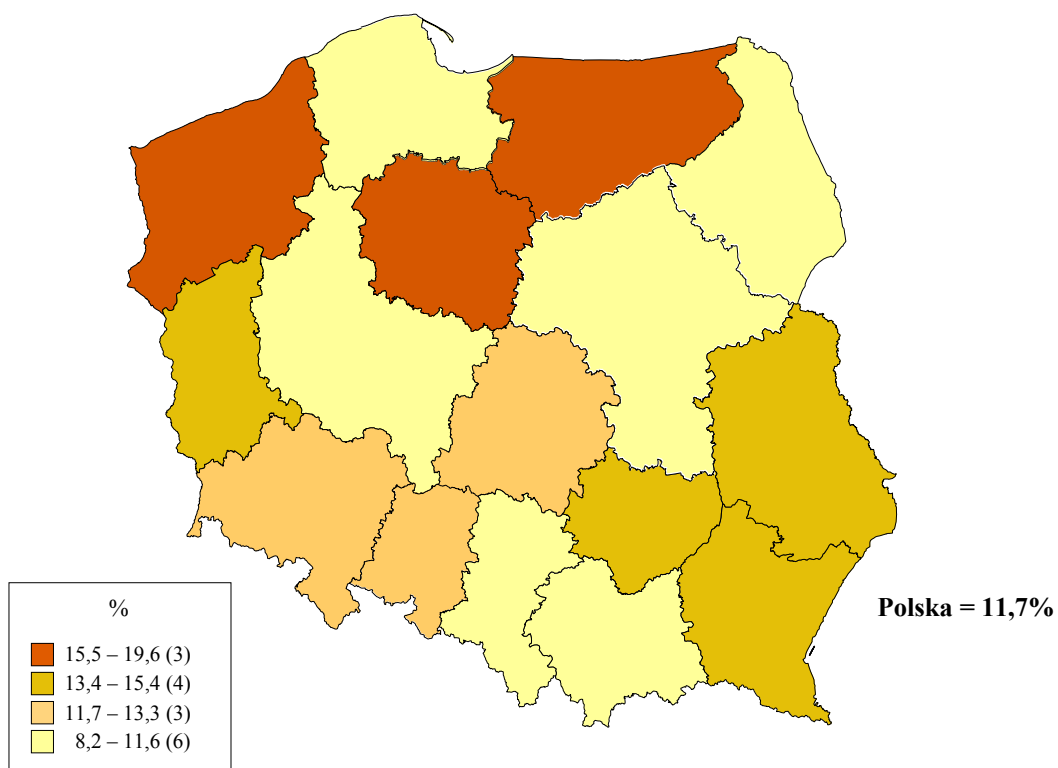 %
15,5 – 19,6 (3)
13,4 – 15,4 (4)
11,7 – 13,3 (3)
8,2 – 11,6 (6)
Polska = 11,7%